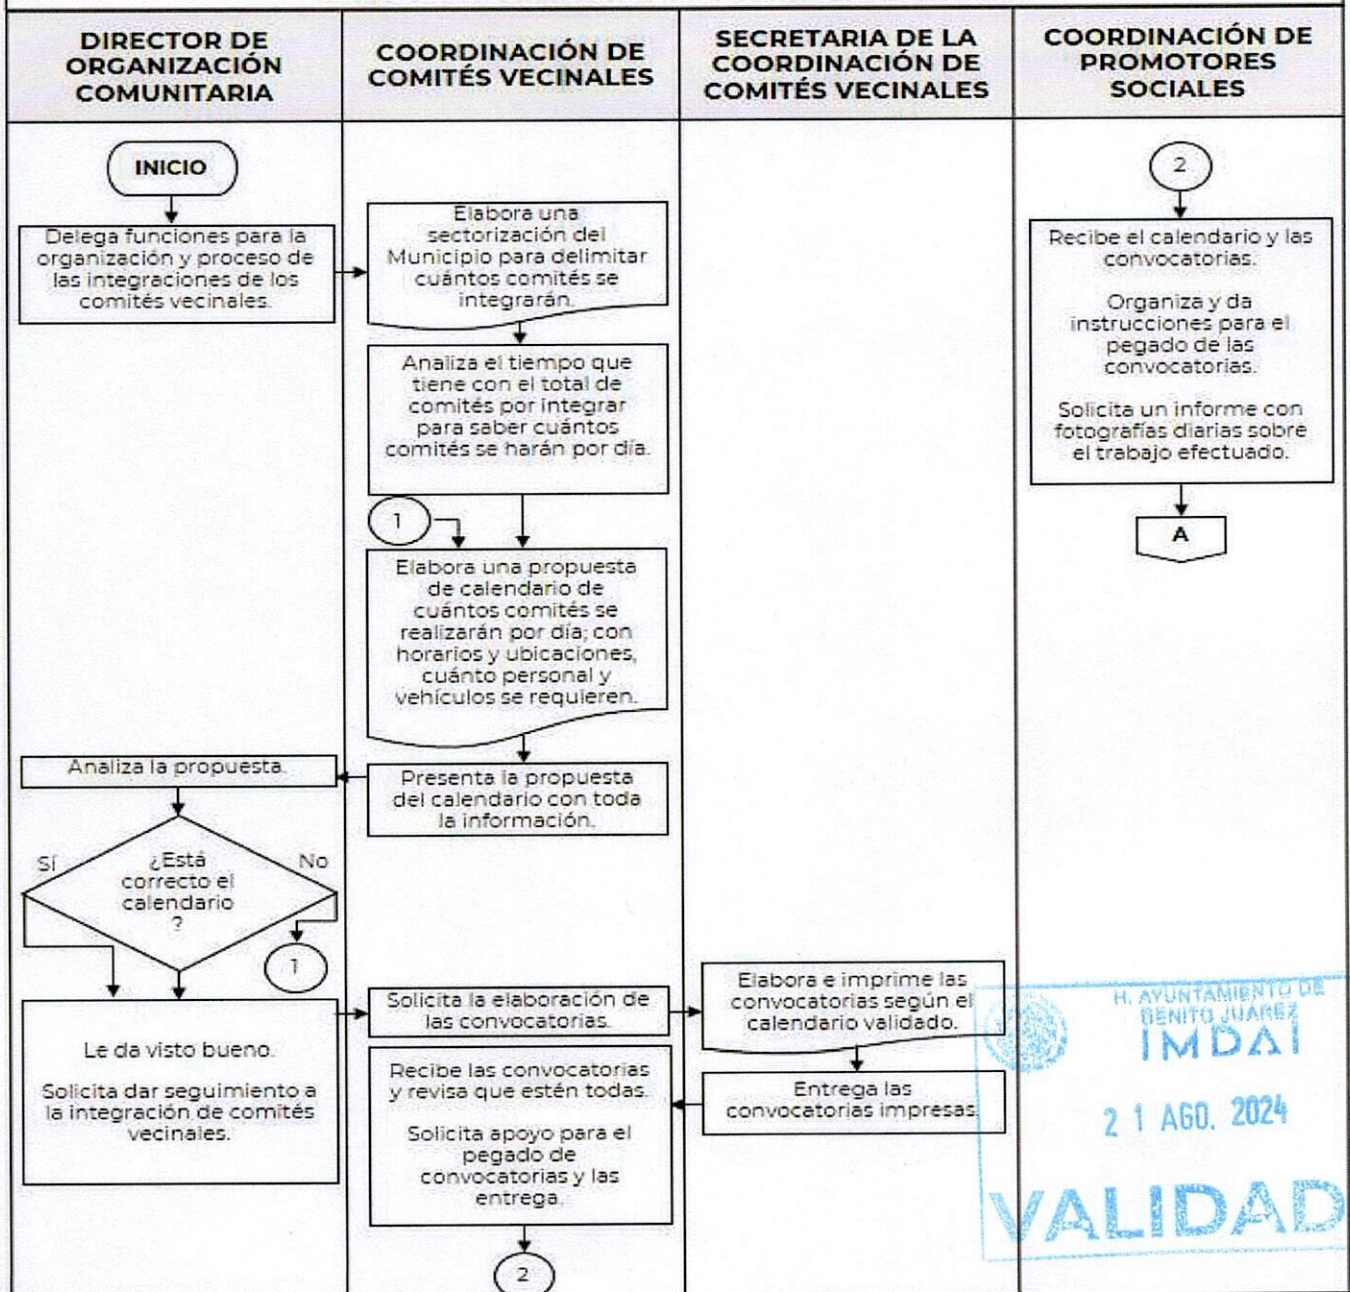 DIRECTOR DE
ORGANIZACIÓN
COMUNITARIA
COORDINACIÓN DE
COMITÉS VECINALES
SECRETARIA DE LA
COORDINACIÓN DE
COMITÉS VECINALES
COORDINACIÓN DE
PROMOTORES
SOCIALES
INICIO
Delega funciones para la
organización y proceso de
las integraciones de los
comités vecinales.
Elabora una
sectorización del
Municipio para delimitar
cuántos comités se
integrarán.
Analiza el tiempo que
tiene con el total de
comités por integrar
para saber cuántos
comités se harán por día.
1
Elabora una propuesta
de calendario de
cuántos comités se
realizarán por día; con
horarios y ubicaciones,
cuánto personal y
vehículos se requieren.
Presenta la propuesta
del calendario con toda
la información.
Analiza la propuesta.
¿Está
correcto el
calendario
?
Sí
No
1
Le da visto bueno.
Solicita dar seguimiento a
la integración de comités
vecinales.
Solicita la elaboración de
las convocatorias.
Elabora e imprime las
convocatorias según el
calendario validado.
Entrega las
convocatorias impresas.
Recibe las convocatorias
y revisa que estén todas.
Solicita apoyo para el
pegado de
convocatorias y las
entrega.
2
2
Recibe el calendario y las
convocatorias.
Organiza y da
instrucciones para el
pegado de las
convocatorias.
Solicita un informe con
fotografías diarias sobre
el trabajo efectuado.
A
H. AYUNTAMIENTO DE
BENITO JUÁREZ
IMDAI
21 AGO. 2024
VALIDAD